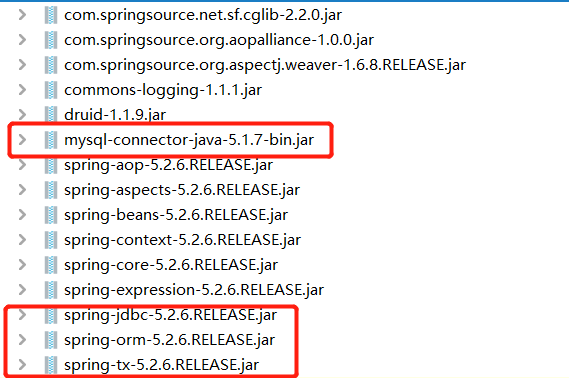 com.springsource.net.sf.cglib-2.2.0.jar
com.springsource.org.aopalliance-1.0.0.jar
com.springsource.org.aspectj.weaver-1.6.8.RELEASE.jar
commons-logging-1.1.1.jar
druid-1.1.9.jar
mysql-connector-java-5.1.7-bin.jar
spring-aop-5.2.6.RELEASE.jar
spring-aspects-5.2.6.RELEASE.jar
spring-beans-5.2.6.RELEASE.jar
spring-context-5.2.6.RELEASE.jar
spring-core-5.2.6.RELEASE.jar
spring-expression-5.2.6.RELEASE.jar
spring-jdbc-5.2.6.RELEASE.jar
spring-orm-5.2.6.RELEASE.jar
spring-tx-5.2.6.RELEASE.jar